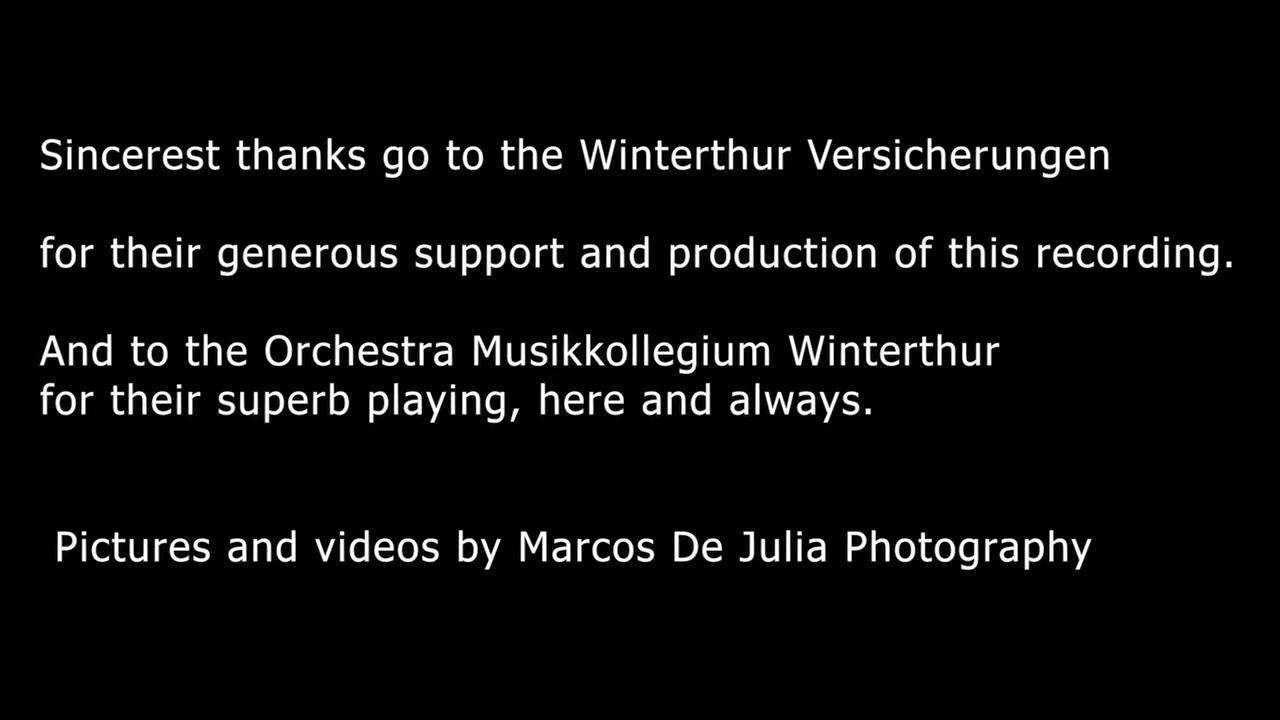 Sincerest thanks go to the Winterthur Versicherungen
for their generous support and production of this recording.
And to the Orchestra Musikkollegium Winterthur
for their superb playing, here and always.
Pictures and videos by Marcos De Julia Photography